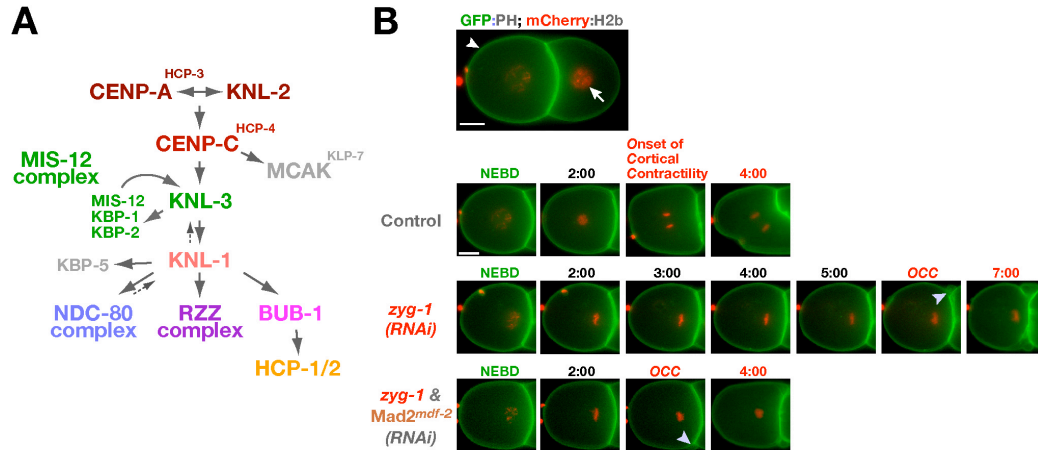 A
HCP-3
CENP-A
KNL-2
HCP-4
CENP-C
KLP-7
MCAK
MIS-12
complex
MIS-12
KBP-1
KBP-2
KNL-3
KBP-5
KNL-1
NDC-80
complex
RZZ
complex
BUB-1
HCP-1/2
B
GFP:PH; mCherry:H2b
Onset of
Cortical
Contractility
NEBD 2:00 4:00
Control
NEBD 2:00 3:00 4:00 5:00 OCC 7:00
zyg-1
(RNAi)
NEBD 2:00 OCC 4:00
zyg-1 &
Mad2mdf-2
(RNAi)